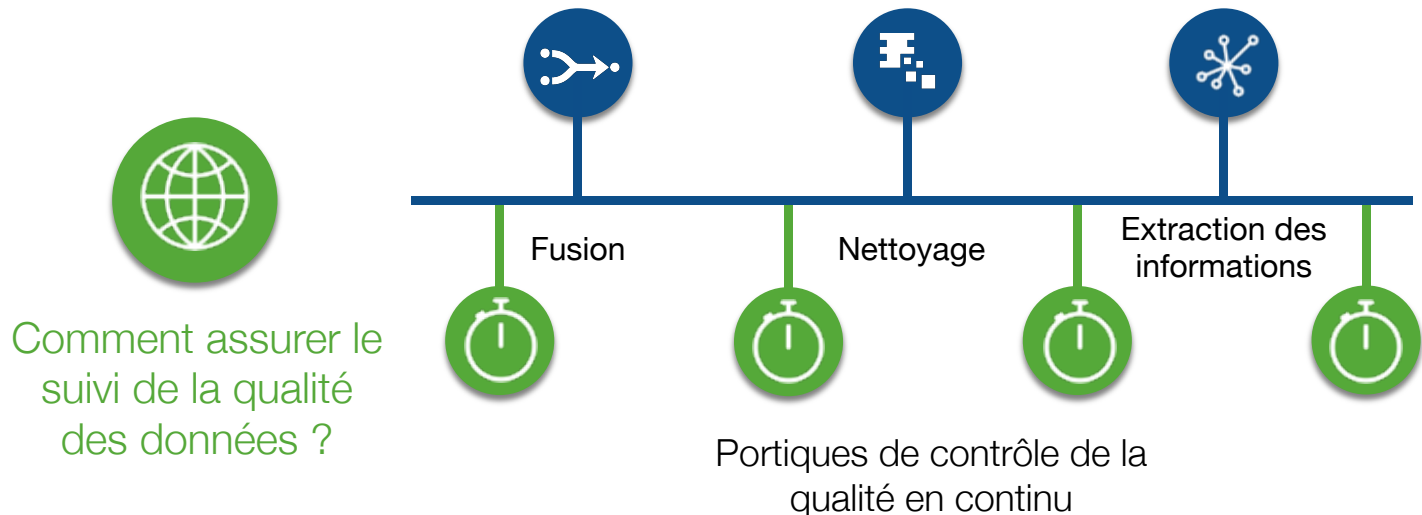 Comment assurer le
suivi de la qualité
des données ?
Fusion
Nettoyage
Extraction des
informations
Portiques de contrôle de la
qualité en continu